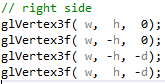 // right side
glVertex3f( w,  h,  0);
glVertex3f( w, -h,  0);
glVertex3f( w, -h, -d);
glVertex3f( w,  h, -d);